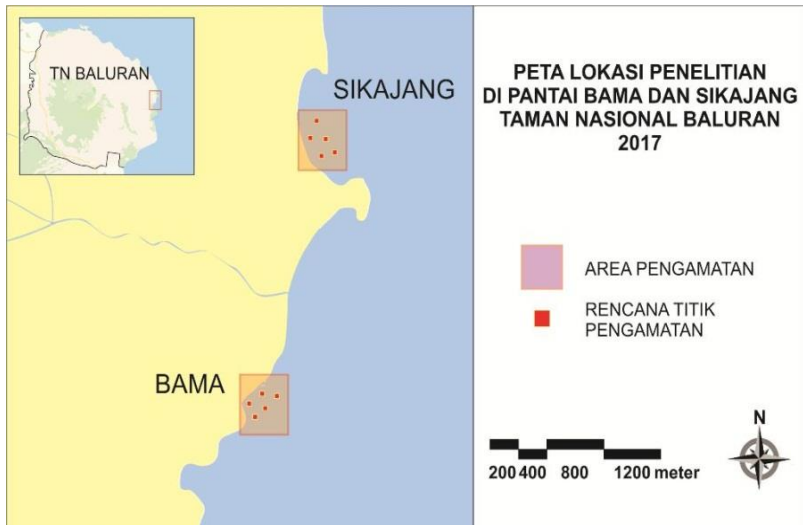 TN BALURAN
SIKAJANG
BAMA
PETA LOKASI PENELITIAN
DI PANTAI BAMA DAN SIKAJANG
TAMAN NASIONAL BALURAN
2017
AREA PENGAMATAN
RENCANA TITIK
PENGAMATAN
N
200 400 800 1200 meter